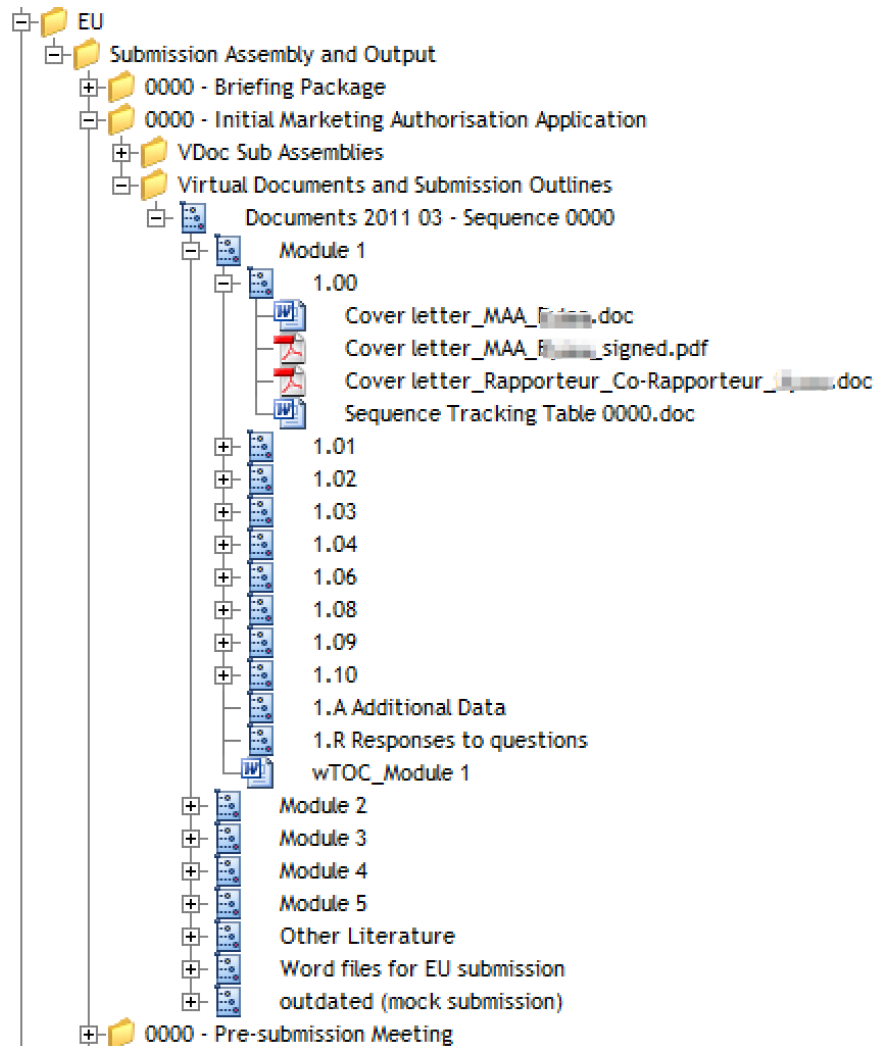 EU
Submission Assembly and Output
0000 - Briefing Package
0000 - Initial Marketing Authorisation Application
VDoc Sub Assemblies
Virtual Documents and Submission Outlines
Documents 2011 03 - Sequence 0000
Module 1
1.00
Cover letter_MAA_ .doc
Cover letter_MAA_ _signed.pdf
Cover letter_Rapporteur_Co-Rapporteur_ .doc
Sequence Tracking Table 0000.doc
1.01
1.02
1.03
1.04
1.06
1.08
1.09
1.10
1.A Additional Data
1.R Responses to questions
wTOC_Module 1
Module 2
Module 3
Module 4
Module 5
Other Literature
Word files for EU submission
outdated (mock submission)
0000 - Pre-submission Meeting